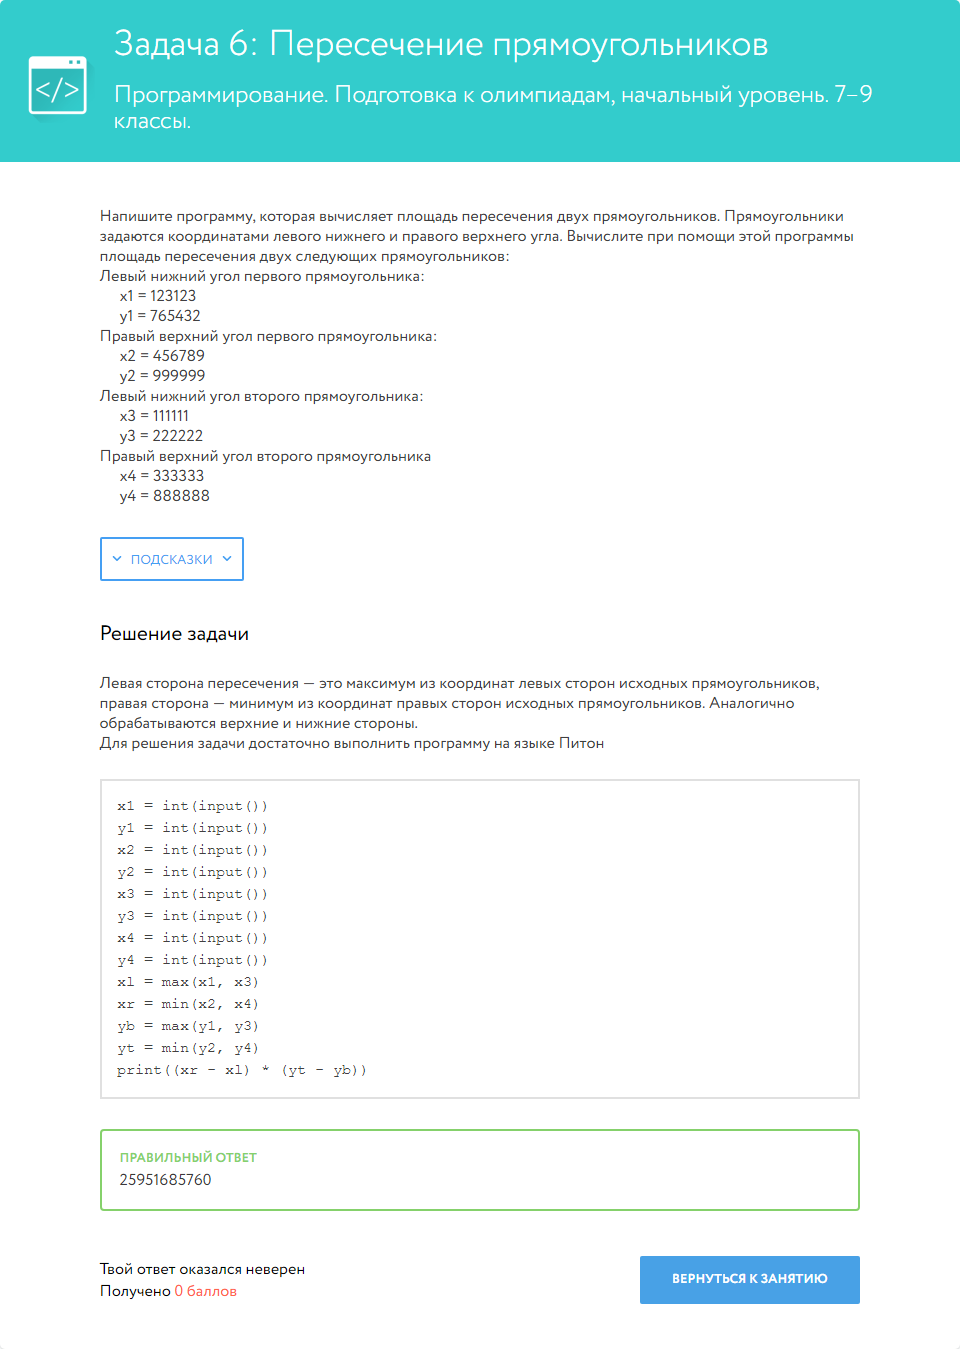 </>
Задача 6: Пересечение прямоугольников
Программирование. Подготовка к олимпиадам, начальный уровень. 7–9
классы.
Напишите программу, которая вычисляет площадь пересечения двух прямоугольников. Прямоугольники
задаются координатами левого нижнего и правого верхнего угла. Вычислите при помощи этой программы
площадь пересечения двух следующих прямоугольников:
Левый нижний угол первого прямоугольника:
x1 = 123123
y1 = 765432
Правый верхний угол первого прямоугольника:
x2 = 456789
y2 = 999999
Левый нижний угол второго прямоугольника:
x3 = 111111
y3 = 222222
Правый верхний угол второго прямоугольника
x4 = 333333
y4 = 888888
ПОДСКАЗКИ
Решение задачи
Левая сторона пересечения — это максимум из координат левых сторон исходных прямоугольников,
правая сторона — минимум из координат правых сторон исходных прямоугольников. Аналогично
обрабатываются верхние и нижние стороны.
Для решения задачи достаточно выполнить программу на языке Питон
x1 = int(input())
y1 = int(input())
x2 = int(input())
y2 = int(input())
x3 = int(input())
y3 = int(input())
x4 = int(input())
y4 = int(input())
xl = max(x1, x3)
xr = min(x2, x4)
yb = max(y1, y3)
yt = min(y2, y4)
print((xr - xl) * (yt - yb))
ПРАВИЛЬНЫЙ ОТВЕТ
25951685760
Твой ответ оказался неверен
Получено 0 баллов
ВЕРНУТЬСЯ К ЗАНЯТИЮ